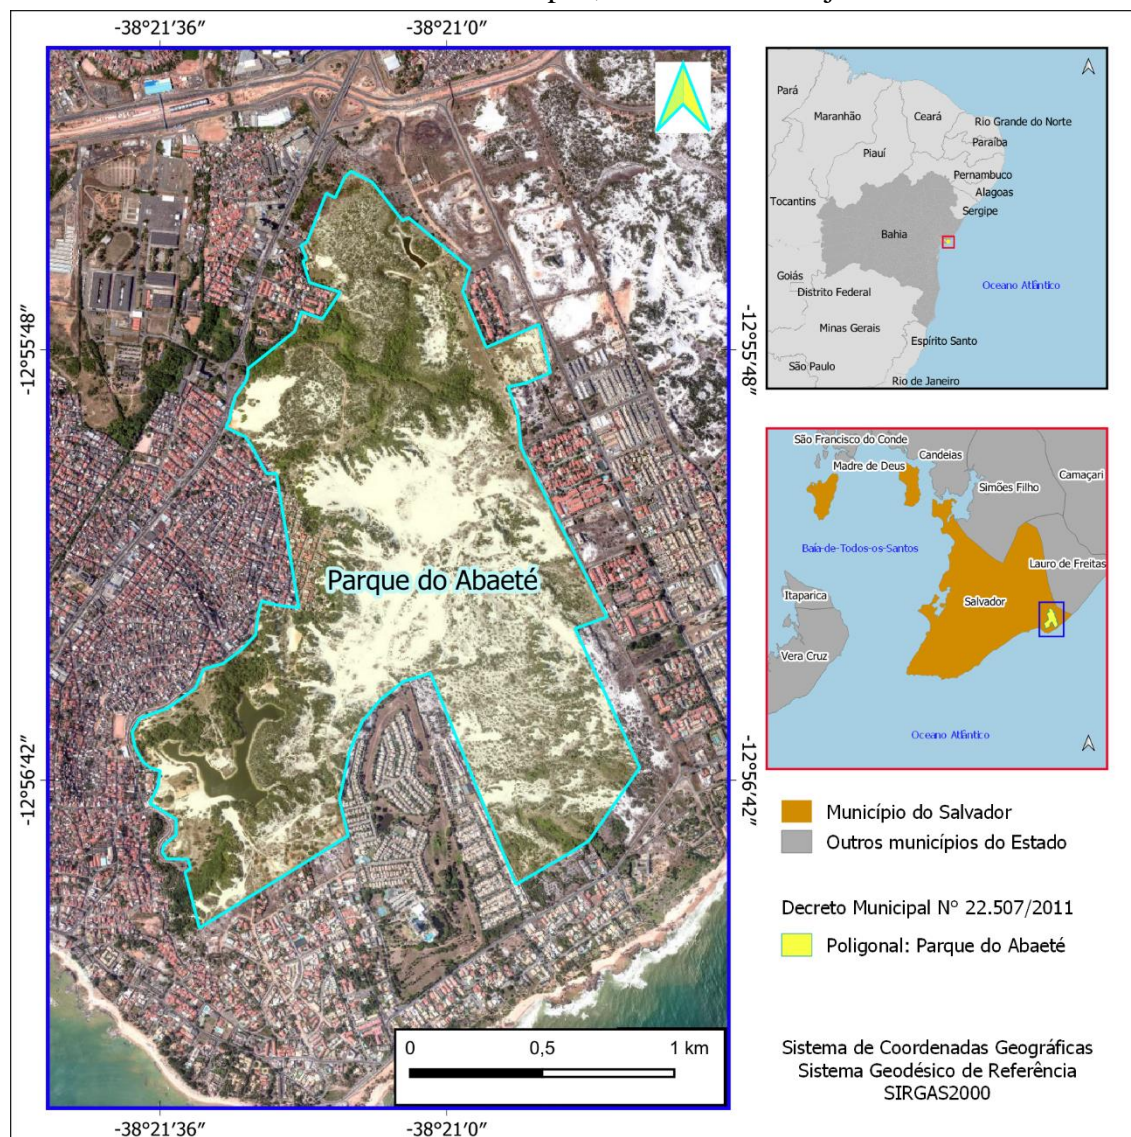 -38°21'36"
-38°21'0"
-12°55'48"
-12°56'42"
Parque do Abaeté
-12°55'48"
-12°56'42"
0
0,5
1 km
-38°21'36"
-38°21'0"
Pará
Maranhão
Ceará
Rio Grande do Norte
Paraíba
Piauí
Pernambuco
Alagoas
Tocantins
Sergipe
Bahia
Goiás
Oceano Atlântico
Distrito Federal
Minas Gerais
Espírito Santo
São Paulo
Rio de Janeiro
São Francisco do Conde
Madre de Deus
Candeias
Camaçari
Simões Filho
Baía-de-Todos-os-Santos
Lauro de Freitas
Itaparica
Salvador
Vera Cruz
Oceano Atlântico
Município do Salvador
Outros municípios do Estado
Decreto Municipal N° 22.507/2011
Poligonal: Parque do Abaeté
Sistema de Coordenadas Geográficas
Sistema Geodésico de Referência
SIRGAS2000